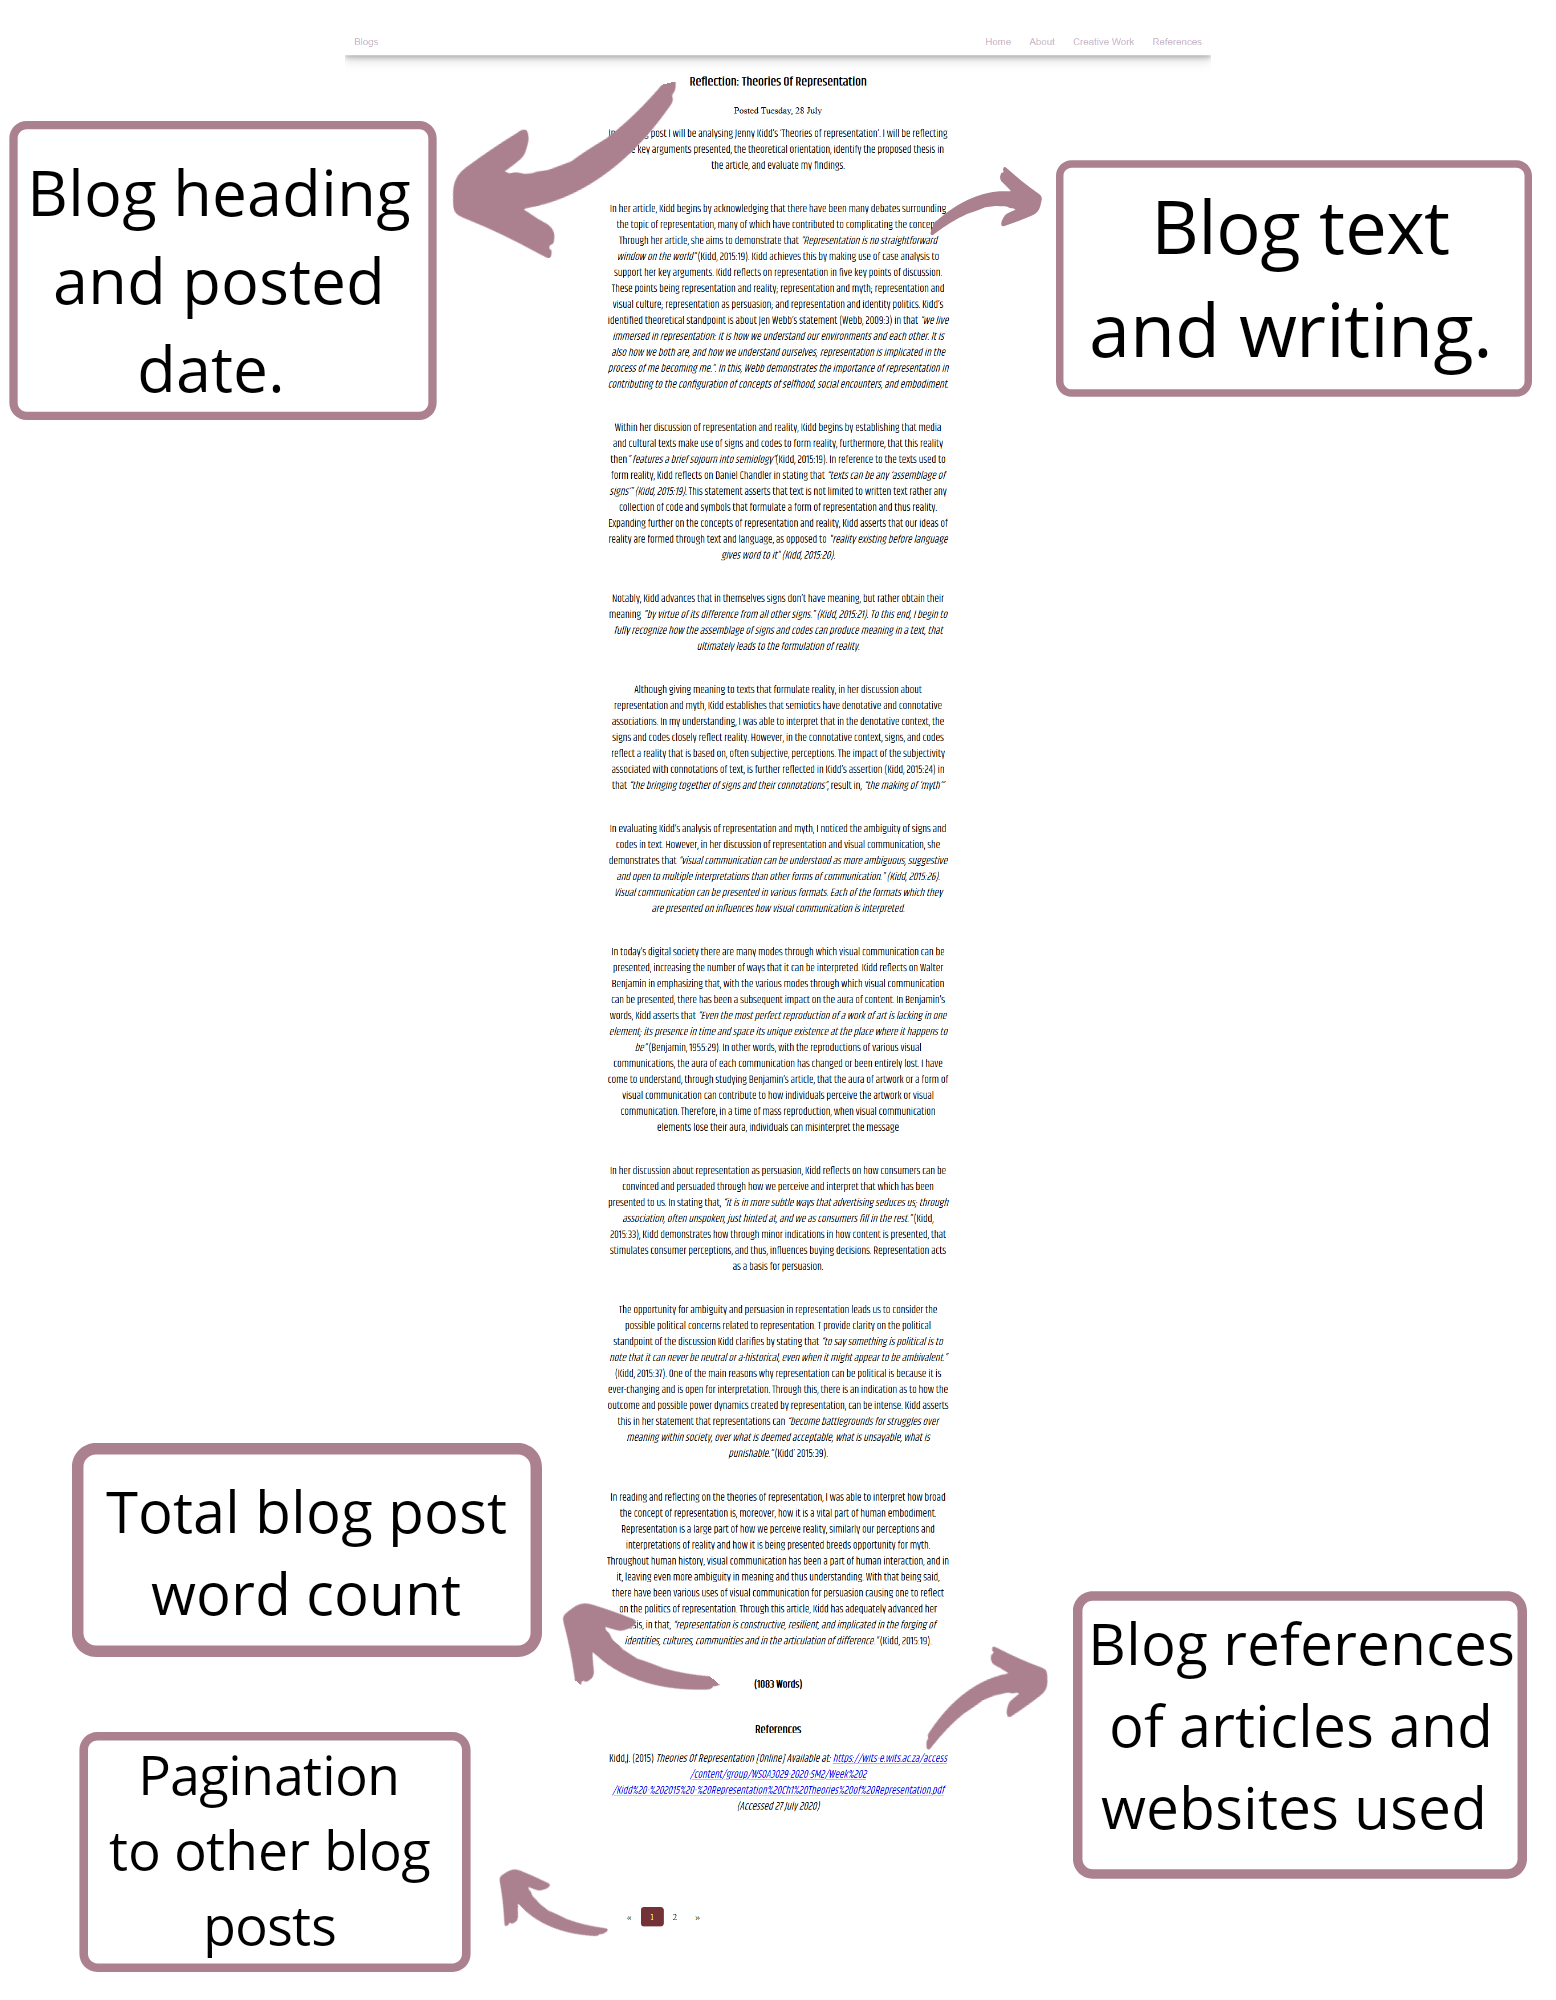 Blogs
Home About Creative Work References
Reflection: Theories Of Representation
Posted Tuesday, 28 July
Blog heading
and posted
date.
Blog text
and writing.
post I will be analysing Jenny Kidd's 'Theories of representation'. I will be reflecting
key arguments presented, the theoretical orientation, identify the proposed thesis in
the article, and evaluate my findings.
In her article, Kidd begins by acknowledging that there have been many debates surrounding
the topic of representation, many of which have contributed to complicating the concept
Through her article, she aims to demonstrate that "Representation is no straightforward
window on the world" (Kidd, 2015:19). Kidd achieves this by making use of case analysis to
support her key arguments. Kidd reflects on representation in five key points of discussion.
These points being representation and reality; representation and myth; representation and
visual culture; representation as persuasion; and representation and identity politics. Kidd's
identified theoretical standpoint is about Jen Webb's statement (Webb, 2009:3) in that "we live
immersed in representation: it is how we understand our environments and each other. It is
also how we both are, and how we understand ourselves; representation is implicated in the
process of me becoming me.". In this, Webb demonstrates the importance of representation in
contributing to the configuration of concepts of selfhood, social encounters, and embodiment.
Within her discussion of representation and reality, Kidd begins by establishing that media
and cultural texts make use of signs and codes to form reality, furthermore, that this reality
then " features a brief sojourn into semiology"(Kidd, 2015:19). In reference to the texts used to
form reality, Kidd reflects on Daniel Chandler in stating that "texts can be any 'assemblage of
signs'" (Kidd, 2015:19). This statement asserts that text is not limited to written text rather any
collection of code and symbols that formulate a form of representation and thus reality.
Expanding further on the concepts of representation and reality, Kidd asserts that our ideas of
reality are formed through text and language, as opposed to "reality existing before language
gives word to it" (Kidd, 2015:20).
Notably, Kidd advances that in themselves signs don't have meaning, but rather obtain their
meaning "by virtue of its difference from all other signs." (Kidd, 2015:21). To this end, I begin to
fully recognize how the assemblage of signs and codes can produce meaning in a text, that
ultimately leads to the formulation of reality.
Although giving meaning to texts that formulate reality, in her discussion about
representation and myth, Kidd establishes that semiotics have denotative and connotative
associations. In my understanding, I was able to interpret that in the denotative context, the
signs and codes closely reflect reality. However, in the connotative context, signs, and codes
reflect a reality that is based on, often subjective, perceptions. The impact of the subjectivity
associated with connotations of text, is further reflected in Kidd's assertion (Kidd, 2015:24) in
that "the bringing together of signs and their connotations", result in, "the making of 'myth'"
In evaluating Kidd's analysis of representation and myth, I noticed the ambiguity of signs and
codes in text. However, in her discussion of representation and visual communication, she
demonstrates that "visual communication can be understood as more ambiguous, suggestive
and open to multiple interpretations than other forms of communication." (Kidd, 2015:26).
Visual communication can be presented in various formats. Each of the formats which they
are presented on influences how visual communication is interpreted.
In today's digital society there are many modes through which visual communication can be
presented, increasing the number of ways that it can be interpreted. Kidd reflects on Walter
Benjamin in emphasizing that, with the various modes through which visual communication
can be presented, there has been a subsequent impact on the aura of content. In Benjamin's
words, Kidd asserts that "Even the most perfect reproduction of a work of art is lacking in one
element; its presence in time and space its unique existence at the place where it happens to
be" (Benjamin, 1955:29). In other words, with the reproductions of various visual
communications, the aura of each communication has changed or been entirely lost. I have
come to understand, through studying Benjamin's article, that the aura of artwork or a form of
visual communication can contribute to how individuals perceive the artwork or visual
communication. Therefore, in a time of mass reproduction, when visual communication
elements lose their aura, individuals can misinterpret the message
In her discussion about representation as persuasion, Kidd reflects on how consumers can be
convinced and persuaded through how we perceive and interpret that which has been
presented to us. In stating that, "it is in more subtle ways that advertising seduces us; through
association, often unspoken, just hinted at, and we as consumers fill in the rest." (Kidd,
2015:33), Kidd demonstrates how through minor indications in how content is presented, that
stimulates consumer perceptions, and thus, influences buying decisions. Representation acts
as a basis for persuasion.
The opportunity for ambiguity and persuasion in representation leads us to consider the
possible political concerns related to representation. T provide clarity on the political
standpoint of the discussion Kidd clarifies by stating that "to say something is political is to
note that it can never be neutral or a-historical, even when it might appear to be ambivalent."
(Kidd, 2015:37). One of the main reasons why representation can be political is because it is
ever-changing and is open for interpretation. Through this, there is an indication as to how the
outcome and possible power dynamics created by representation, can be intense. Kidd asserts
this in her statement that representations can "become battlegrounds for struggles over
meaning within society, over what is deemed acceptable, what is unsayable, what is
punishable." (Kidd' 2015:39).
In reading and reflecting on the theories of representation, I was able to interpret how broad
the concept of representation is, moreover, how it is a vital part of human embodiment.
Representation is a large part of how we perceive reality, similarly our perceptions and
interpretations of reality and how it is being presented breeds opportunity for myth.
Throughout human history, visual communication has been a part of human interaction, and in
it, leaving even more ambiguity in meaning and thus understanding. With that being said,
there have been various uses of visual communication for persuasion causing one to reflect
on the politics of representation. Through this article, Kidd has adequately advanced her
in that, "representation is constructive, resilient, and implicated in the forging of
identities, cultures, communities and in the articulation of difference." (Kidd, 2015:19).
Total blog post
word count
(1083 Words)
References
Kidd,J. (2015) Theories Of Representation [Online] Available at: https://wits-e.wits.ac.za/access
/content/group/WSOA3029-2020-SM2/Week%202
/Kidd%20-%202015%20-%20Representation%20Ch1%20Theories%20of%20Representation.pdf
(Accessed 27 July 2020)
Blog references
of articles and
websites used
Pagination
to other blog
posts
« 1 2 »